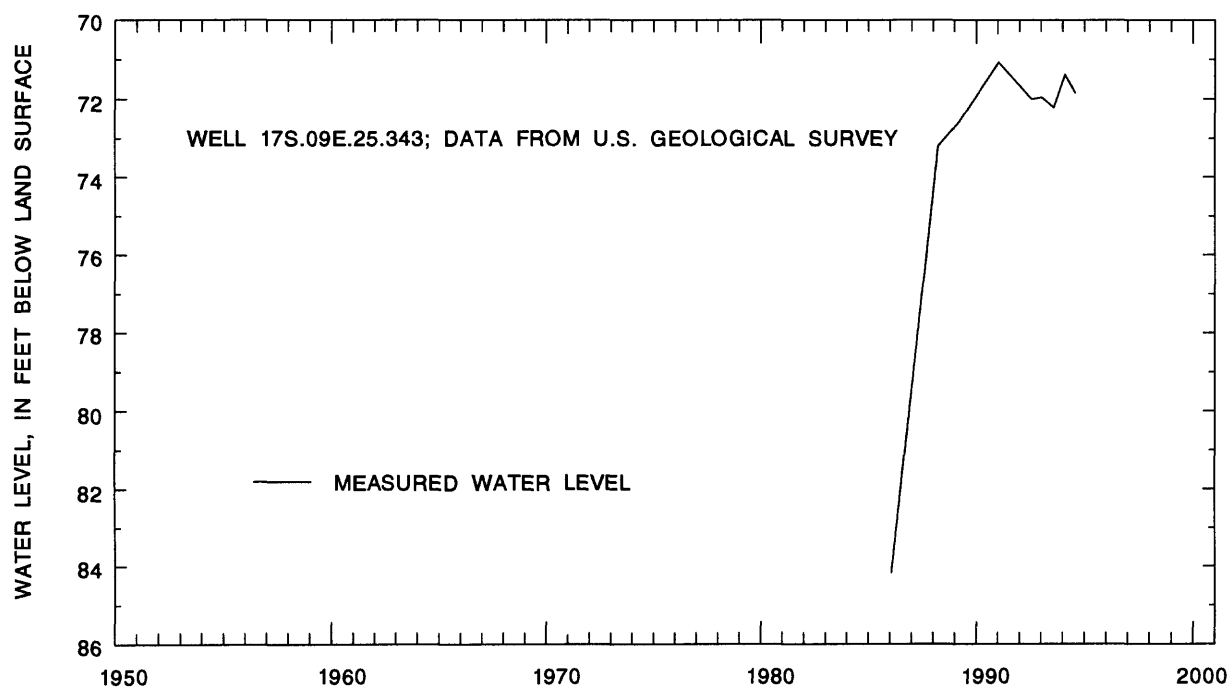 WATER LEVEL, IN FEET BELOW LAND SURFACE
70
72
74
76
78
80
82
84
86
WELL 17S.09E.25.343; DATA FROM U.S. GEOLOGICAL SURVEY
MEASURED WATER LEVEL
1950 1960 1970 1980 1990 2000